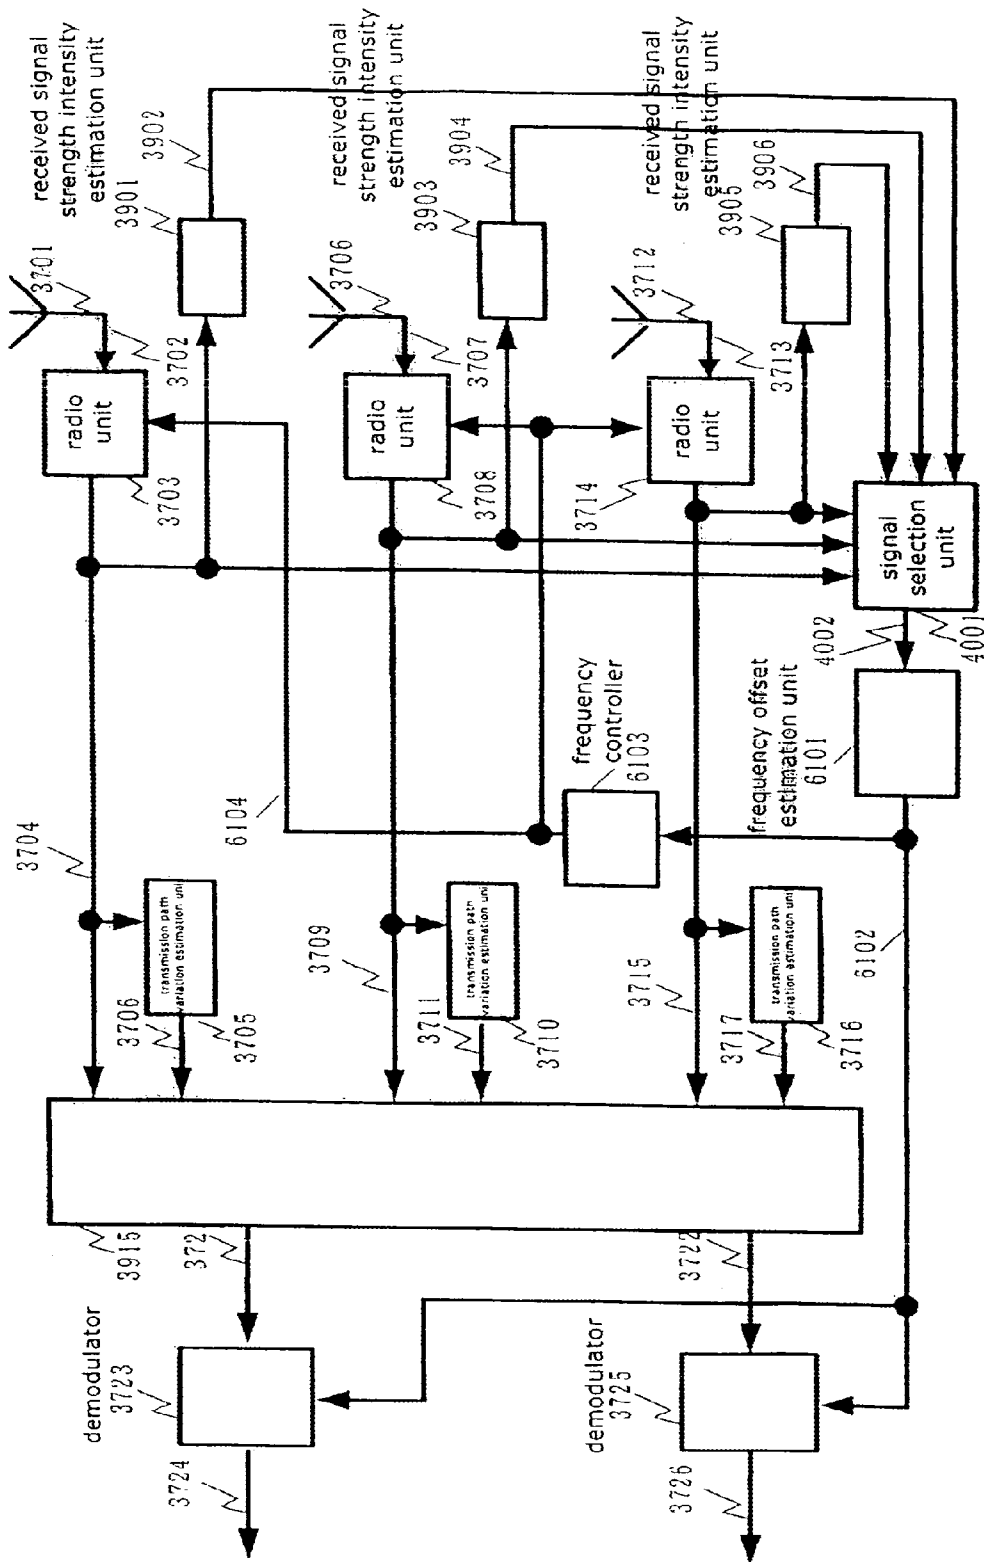 received signal
strength intensity
estimation unit
3901
3902
received signal
strength intensity
estimation unit
3903
3904
received signal
strength intensity
estimation unit
3905
3906
3701
3702
radio
unit
3703
3706
3707
radio
unit
3708
3712
3713
radio
unit
3714
signal
selection
unit
4001
4002
frequency offset
estimation unit
6101
6102
frequency
controller
6103
6104
3704
transmission path
variation estimation unit
3705
3706
3709
transmission path
variation estimation unit
3710
3711
3715
transmission path
variation estimation unit
3716
3717
3915
372
3722
demodulator
3723
3724
demodulator
3725
3726